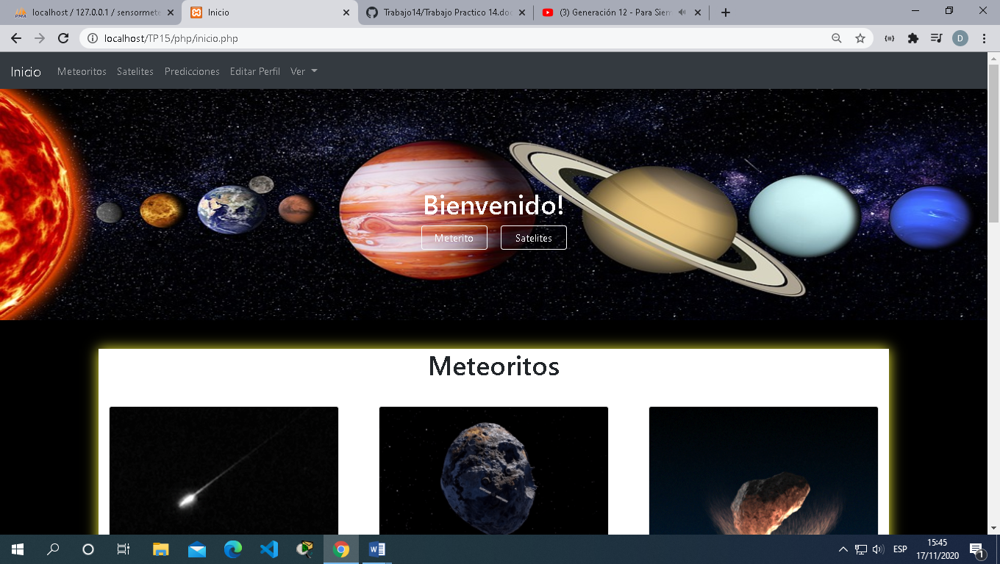 localhost / 127.0.0.1 / sensormete
Inicio
Trabajo14/Trabajo Practico 14.doc
(3) Generación 12 - Para Siem
localhost/TP15/php/inicio.php
D
Inicio Meteoritos Satelites Predicciones Editar Perfil Ver
Bienvenido!
Meterito Satelites
Meteoritos
ESP
15:45
17/11/2020
1